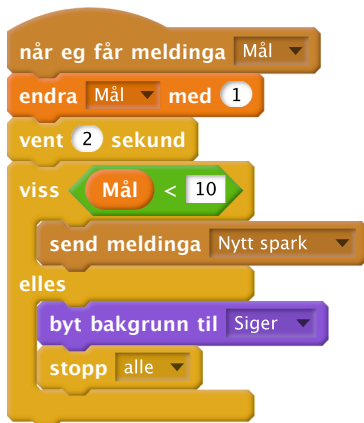 når eg får meldinga Mål
endra Mål med 1
vent 2 sekund
viss Mål < 10
send meldinga Nytt spark
elles
byt bakgrunn til Siger
stopp alle